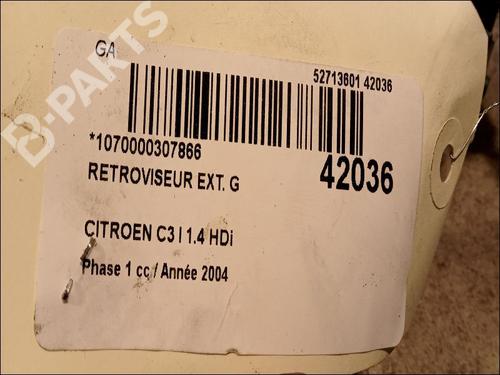 B-PARTS
GA
52713601 42036
*1070000307866
42036
RETROVISEUR EXT. G
CITROEN C3 I 1.4 HDi
Phase 1 cc / Année 2004